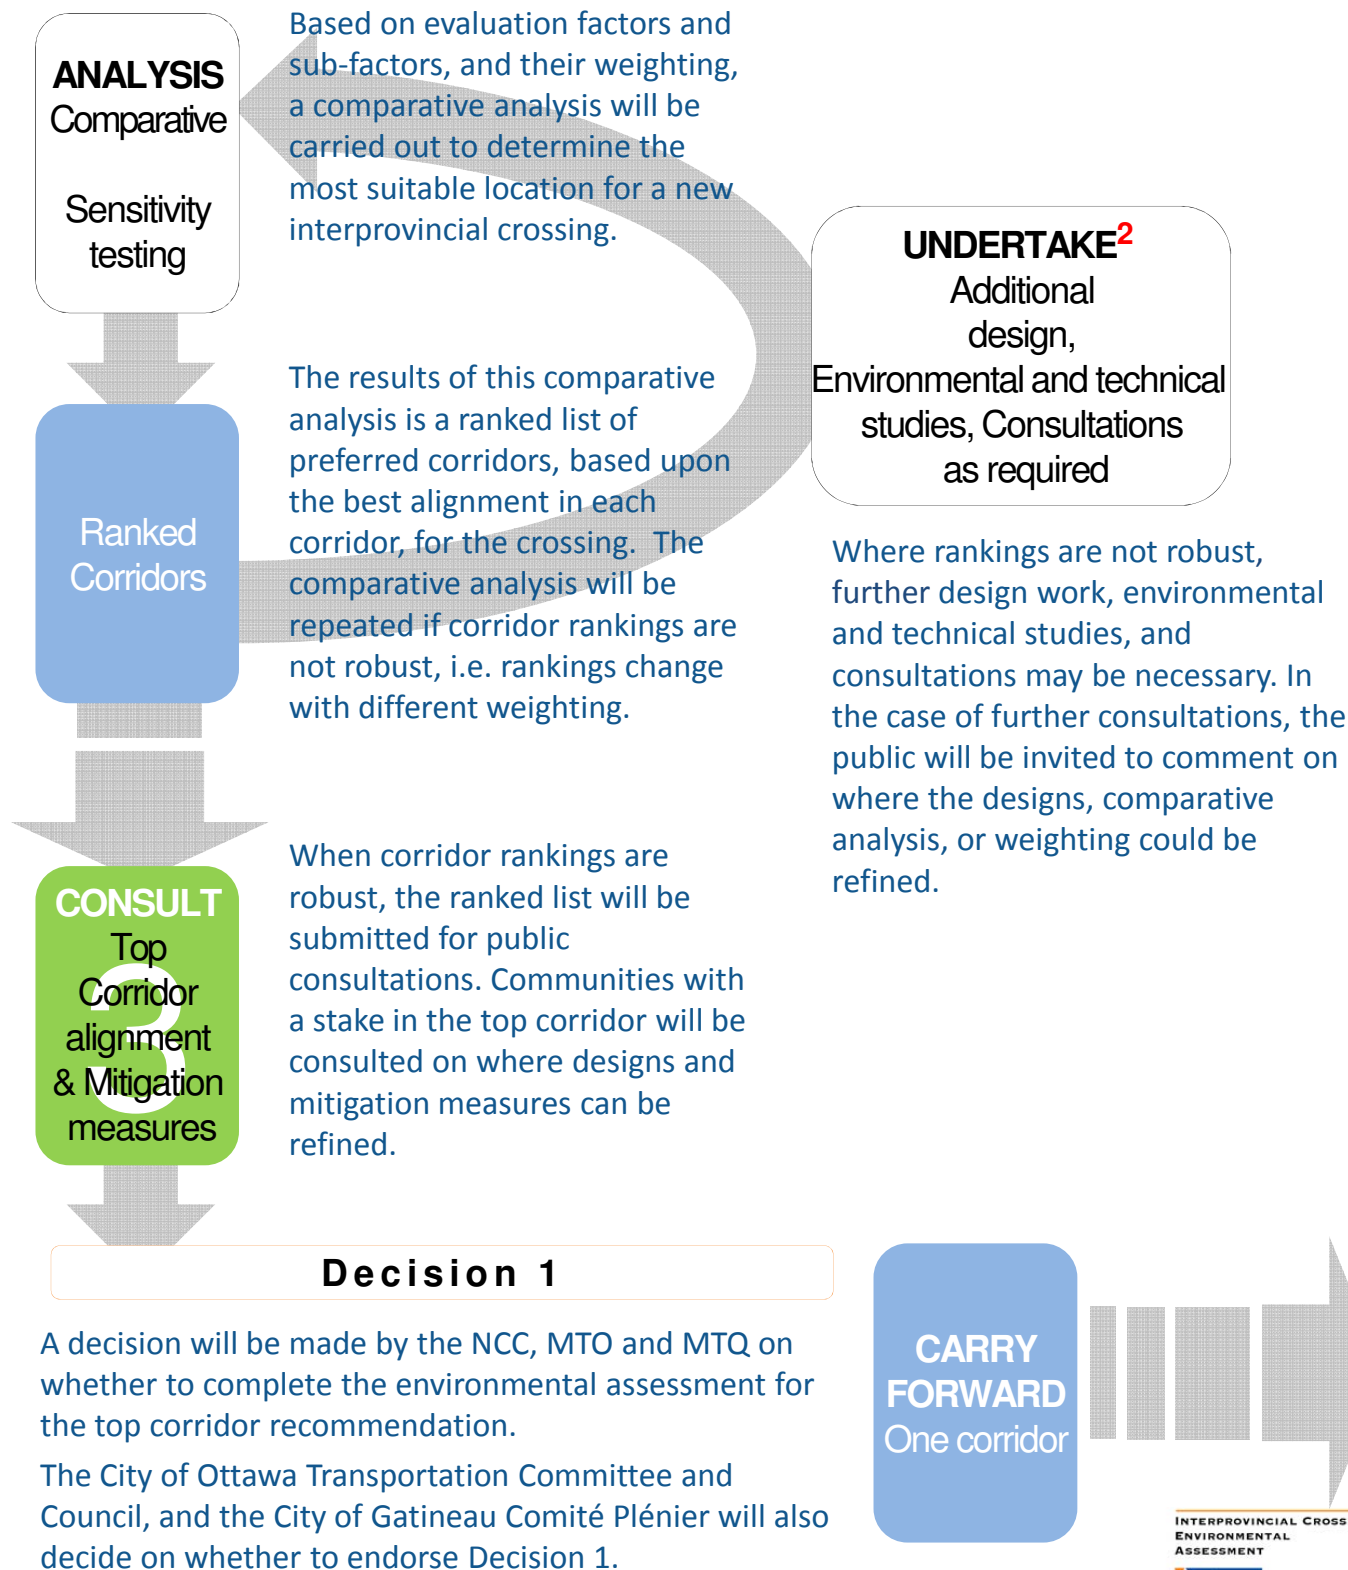 ANALYSIS
Comparative
Sensitivity
testing
Based on evaluation factors and
sub-factors, and their weighting,
a comparative analysis will be
carried out to determine the
most suitable location for a new
interprovincial crossing.
UNDERTAKE2
Additional
design,
Environmental and technical
studies, Consultations
as required
Ranked
Corridors
The results of this comparative
analysis is a ranked list of
preferred corridors, based upon
the best alignment in each
corridor, for the crossing. The
comparative analysis will be
repeated if corridor rankings are
not robust, i.e. rankings change
with different weighting.
Where rankings are not robust,
further design work, environmental
and technical studies, and
consultations may be necessary. In
the case of further consultations, the
public will be invited to comment on
where the designs, comparative
analysis, or weighting could be
refined.
3
CONSULT
Top
Corridor
alignment
& Mitigation
measures
When corridor rankings are
robust, the ranked list will be
submitted for public
consultations. Communities with
a stake in the top corridor will be
consulted on where designs and
mitigation measures can be
refined.
Decision 1
A decision will be made by the NCC, MTO and MTQ on
whether to complete the environmental assessment for
the top corridor recommendation.
The City of Ottawa Transportation Committee and
Council, and the City of Gatineau Comité Plénier will also
decide on whether to endorse Decision 1.
CARRY
FORWARD
One corridor
INTERPROVINCIAL CROSS
ENVIRONMENTAL
ASSESSMENT